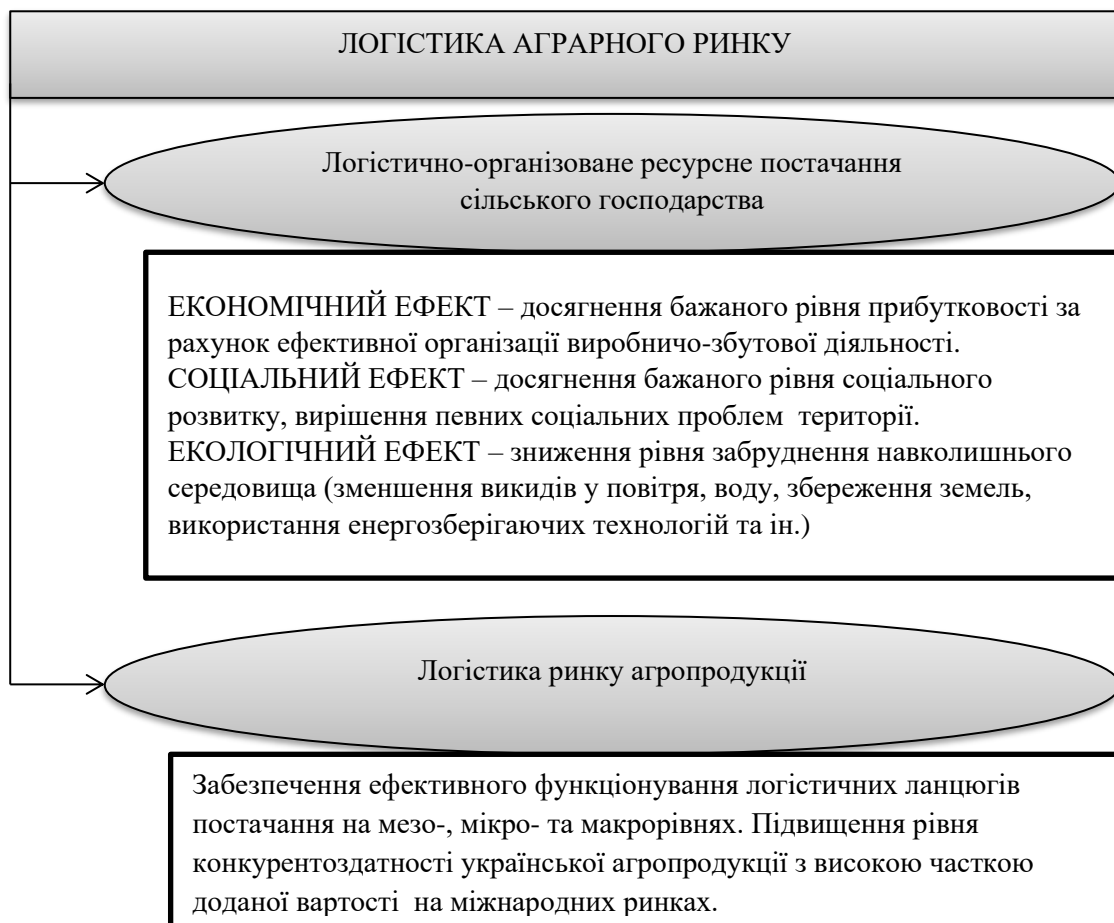 ЛОГІСТИКА АГРАРНОГО РИНКУ
Логістично-організоване ресурсне постачання
сільського господарства
ЕКОНОМІЧНИЙ ЕФЕКТ – досягнення бажаного рівня прибутковості за
рахунок ефективної організації виробничо-збутової діяльності.
СОЦІАЛЬНИЙ ЕФЕКТ – досягнення бажаного рівня соціального
розвитку, вирішення певних соціальних проблем території.
ЕКОЛОГІЧНИЙ ЕФЕКТ – зниження рівня забруднення навколишнього
середовища (зменшення викидів у повітря, воду, збереження земель,
використання енергозберігаючих технологій та ін.)
Логістика ринку агропродукції
Забезпечення ефективного функціонування логістичних ланцюгів
постачання на мезо-, мікро- та макрорівнях. Підвищення рівня
конкурентоздатності української агропродукції з високою часткою
доданої вартості на міжнародних ринках.